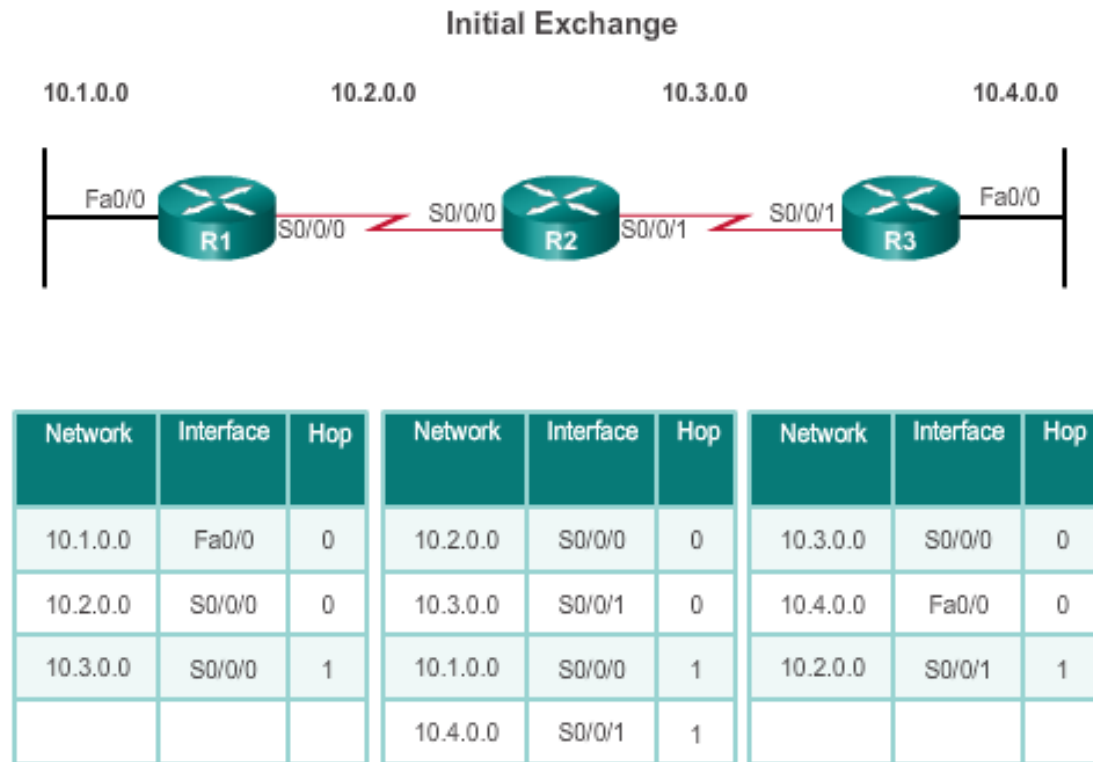 Initial Exchange
10.1.0.0 10.2.0.0 10.3.0.0 10.4.0.0
Fa0/0 R1 S0/0/0 S0/0/0 R2 S0/0/1 S0/0/1 R3 Fa0/0
Network Interface Hop Network Interface Hop Network Interface Hop
10.1.0.0 Fa0/0 0 10.2.0.0 S0/0/0 0 10.3.0.0 S0/0/0 0
10.2.0.0 S0/0/0 0 10.3.0.0 S0/0/1 0 10.4.0.0 Fa0/0 0
10.3.0.0 S0/0/0 1 10.1.0.0 S0/0/0 1 10.2.0.0 S0/0/1 1
10.4.0.0 S0/0/1 1